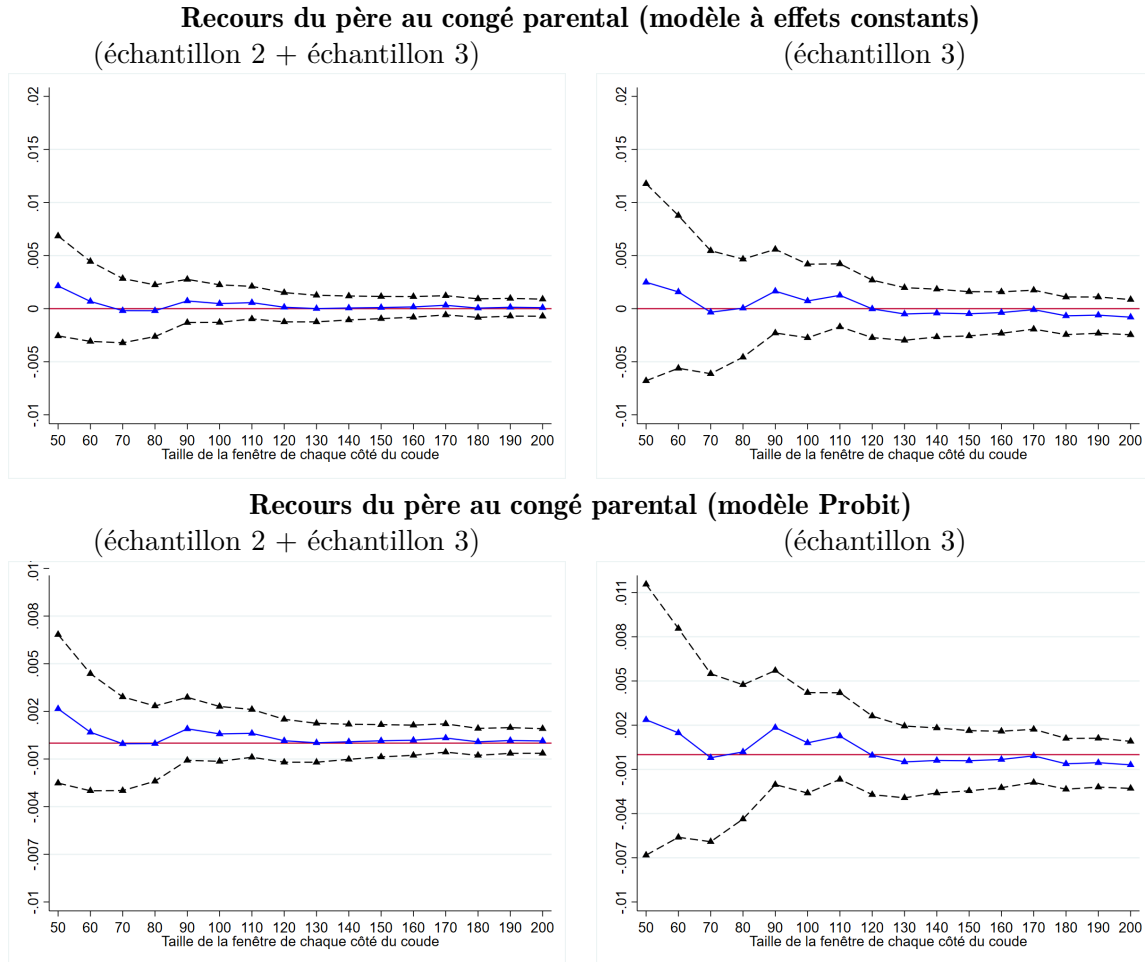 Recours du père au congé parental (modèle à effets constants)
(échantillon 2 + échantillon 3)
(échantillon 3)
.02
.015
.01
.005
0
-.005
-.01
50 60 70 80 90 100 110 120 130 140 150 160 170 180 190 200
Taille de la fenêtre de chaque côté du coude
.02
.015
.01
.005
0
-.005
-.01
50 60 70 80 90 100 110 120 130 140 150 160 170 180 190 200
Taille de la fenêtre de chaque côté du coude
Recours du père au congé parental (modèle Probit)
(échantillon 2 + échantillon 3)
(échantillon 3)
.01
.008
.005
.002
-.001
-.004
-.007
-.01
50 60 70 80 90 100 110 120 130 140 150 160 170 180 190 200
Taille de la fenêtre de chaque côté du coude
.011
.008
.005
.002
-.001
-.004
-.007
-.01
50 60 70 80 90 100 110 120 130 140 150 160 170 180 190 200
Taille de la fenêtre de chaque côté du coude